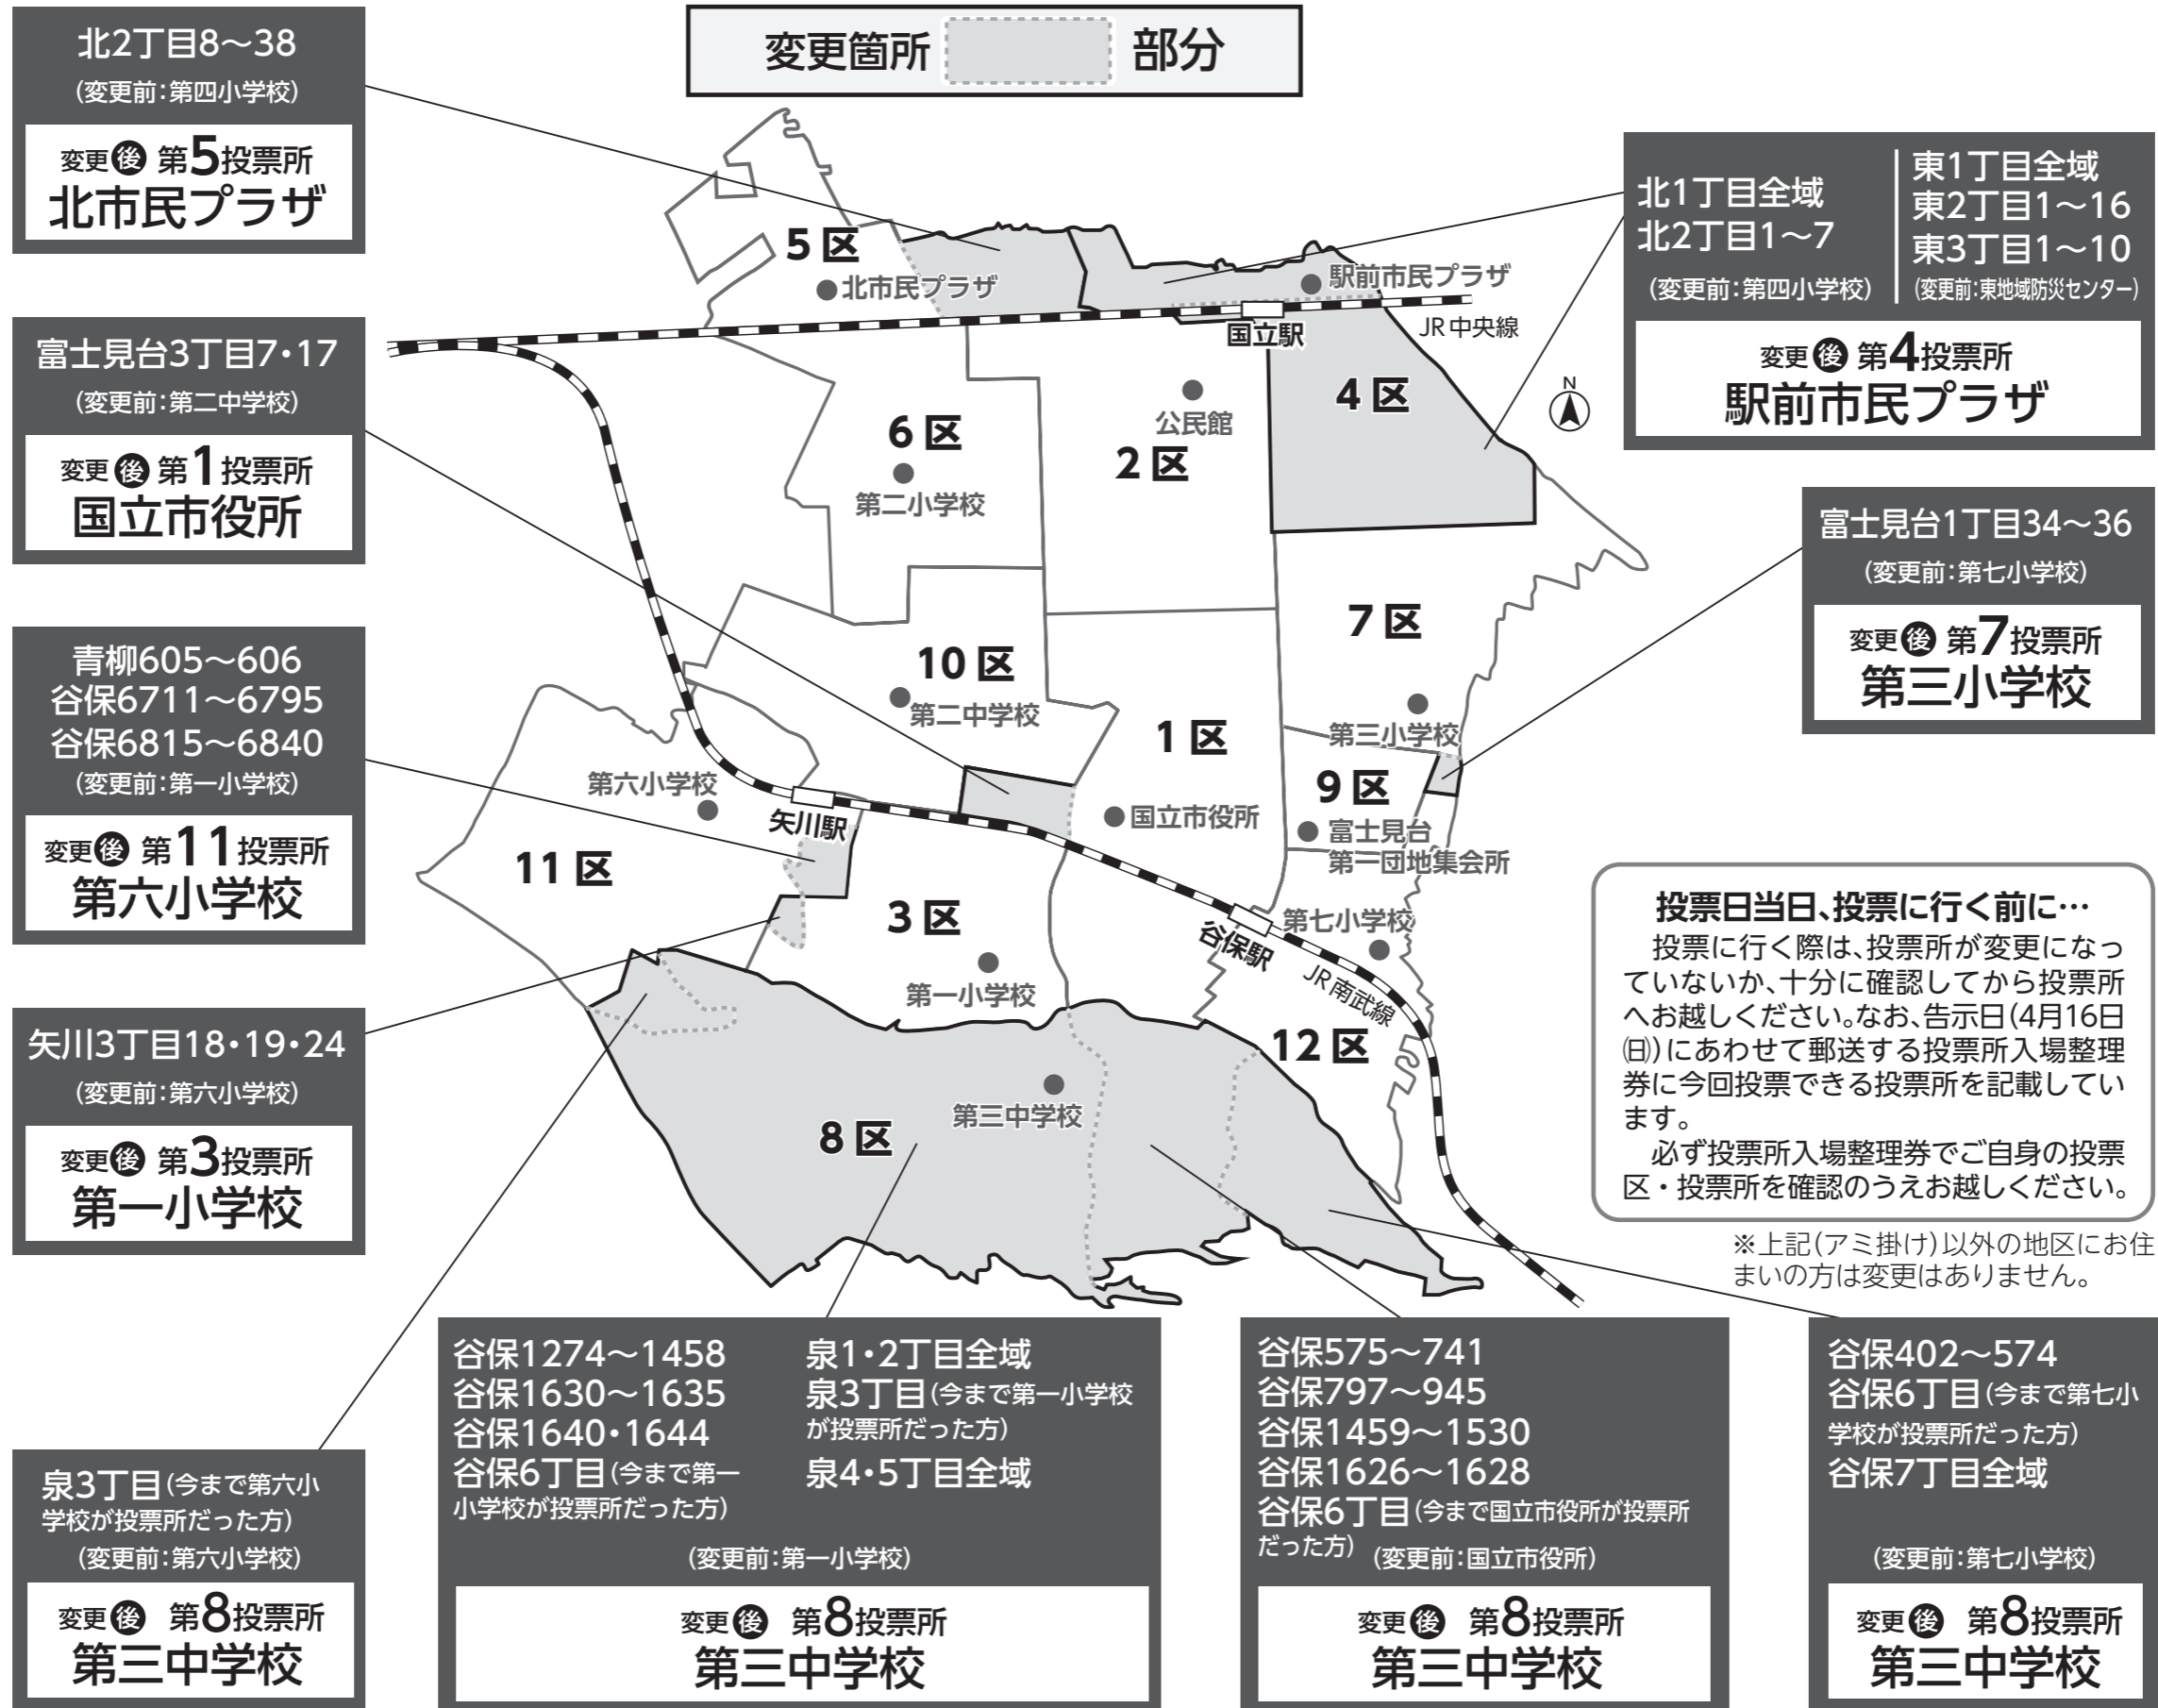 変更箇所 部分
北2丁目8～38
（変更前：第四小学校）
変更後 第5投票所
北市民プラザ
富士見台3丁目7・17
（変更前：第二中学校）
変更後 第1投票所
国立市役所
青柳605～606
谷保6711～6795
谷保6815～6840
（変更前：第一小学校）
変更後 第11投票所
第六小学校
矢川3丁目18・19・24
（変更前：第六小学校）
変更後 第3投票所
第一小学校
北1丁目全域
北2丁目1～7
（変更前：第四小学校）
東1丁目全域
東2丁目1～16
東3丁目1～10
（変更前：東地域防災センター）
変更後 第4投票所
駅前市民プラザ
富士見台1丁目34～36
（変更前：第七小学校）
変更後 第7投票所
第三小学校
5区
北市民プラザ
駅前市民プラザ
国立駅
JR中央線
N
4区
公民館
2区
6区
第二小学校
7区
10区
第二中学校
1区
第三小学校
9区
国立市役所
富士見台
第一団地集会所
第六小学校
矢川駅
11区
3区
第一小学校
谷保駅
第七小学校
JR南武線
12区
第三中学校
8区
投票日当日、投票に行く前に…
投票に行く際は、投票所が変更になっ
ていないか、十分に確認してから投票所
へお越しください。なお、告示日（4月16日
㈰）にあわせて郵送する投票所入場整理
券に今回投票できる投票所を記載してい
ます。
必ず投票所入場整理券でご自身の投票
区・投票所を確認のうえお越しください。
※上記（アミ掛け）以外の地区にお住
まいの方は変更はありません。
泉3丁目（今まで第六小
学校が投票所だった方）
（変更前：第六小学校）
変更後 第8投票所
第三中学校
谷保1274～1458
谷保1630～1635
谷保1640・1644
谷保6丁目（今まで第一
小学校が投票所だった方）
泉1・2丁目全域
泉3丁目（今まで第一小学校
が投票所だった方）
泉4・5丁目全域
（変更前：第一小学校）
変更後 第8投票所
第三中学校
谷保575～741
谷保797～945
谷保1459～1530
谷保1626～1628
谷保6丁目（今まで国立市役所が投票所
だった方）（変更前：国立市役所）
変更後 第8投票所
第三中学校
谷保402～574
谷保6丁目（今まで第七小
学校が投票所だった方）
谷保7丁目全域
（変更前：第七小学校）
変更後 第8投票所
第三中学校